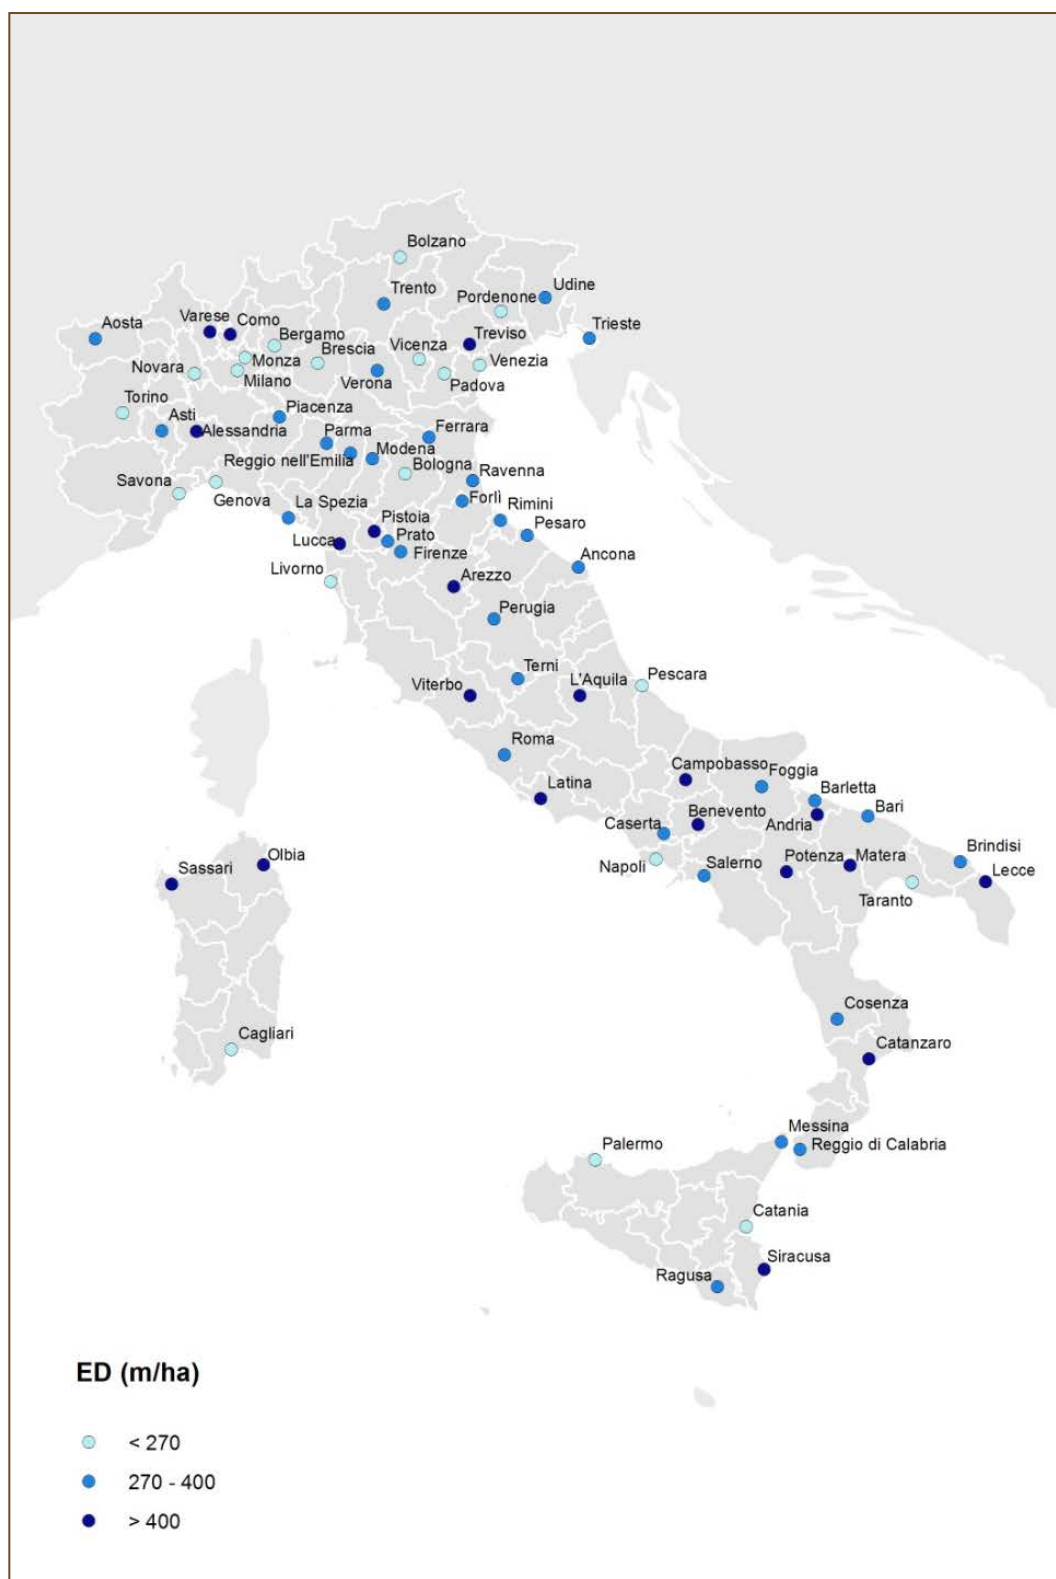 Bolzano
Trento
Udine
Pordenone
Aosta
Varese
Como
Trieste
Treviso
Bergamo
Brescia
Vicenza
Venezia
Monza
Novara
Milano
Verona
Padova
Torino
Asti
Piacenza
Alessandria
Parma
Ferrara
Modena
Reggio nell'Emilia
Bologna
Savona
Ravenna
Genova
La Spezia
Forlì
Rimini
Pistoia
Pesaro
Prato
Lucca
Firenze
Livorno
Arezzo
Ancona
Perugia
Terni
Viterbo
L'Aquila
Pescara
Roma
Latina
Campobasso
Foggia
Barletta
Benevento
Bari
Caserta
Andria
Napoli
Salerno
Potenza
Matera
Brindisi
Lecce
Taranto
Olbia
Sassari
Cosenza
Cagliari
Catanzaro
Messina
Palermo
Reggio di Calabria
Catania
Siracusa
Ragusa
ED (m/ha)
< 270
270 - 400
> 400